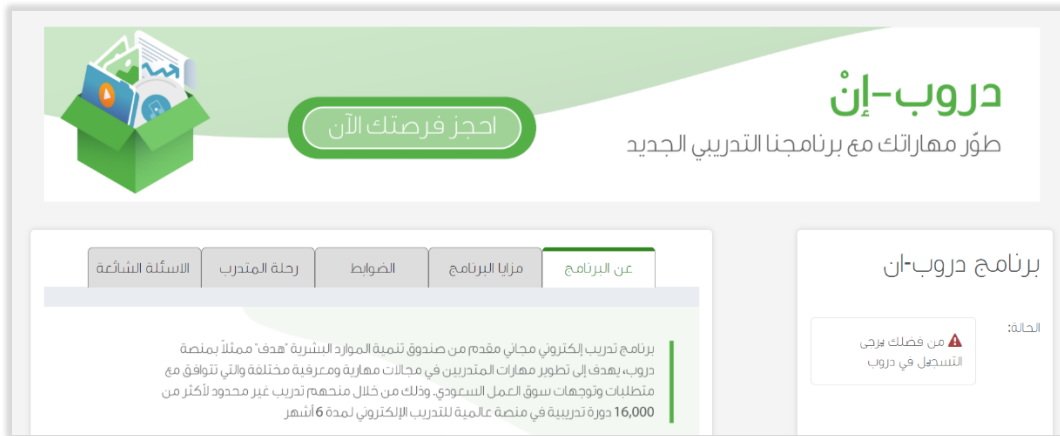 دروب-إنْ
طوّر مهاراتك مع برنامجنا التدريبي الجديد
احجز فرصتك الآن
برنامج دروب-ان
الحالة:
من فضلك يرجى
التسجيل في دروب
عن البرنامج
مزايا البرنامج
الضوابط
رحلة المتدرب
الاسئلة الشائعة
برنامج تدريب إلكتروني مجاني مقدم من صندوق تنمية الموارد البشرية "هدف" ممثلاً بمنصة
دروب، يهدف إلى تطوير مهارات المتدربين في مجالات مهارية ومعرفية مختلفة والتي تتوافق مع
متطلبات وتوجهات سوق العمل السعودي. وذلك من خلال منحهم تدريب غير محدود لأكثر من
16,000 دورة تدريبية في منصة عالمية للتدريب الإلكتروني لمدة 6 أشهر